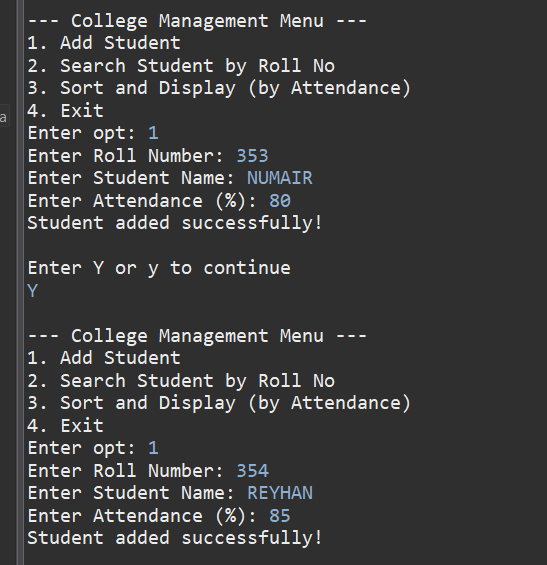 --- College Management Menu ---
1. Add Student
2. Search Student by Roll No
3. Sort and Display (by Attendance)
a
4. Exit
Enter opt: 1
Enter Roll Number: 353
Enter Student Name: NUMAIR
Enter Attendance (%): 80
Student added successfully!
Enter Y or y to continue
Y
--- College Management Menu ---
1. Add Student
2. Search Student by Roll No
3. Sort and Display (by Attendance)
4. Exit
Enter opt: 1
Enter Roll Number: 354
Enter Student Name: REYHAN
Enter Attendance (%): 85
Student added successfully!